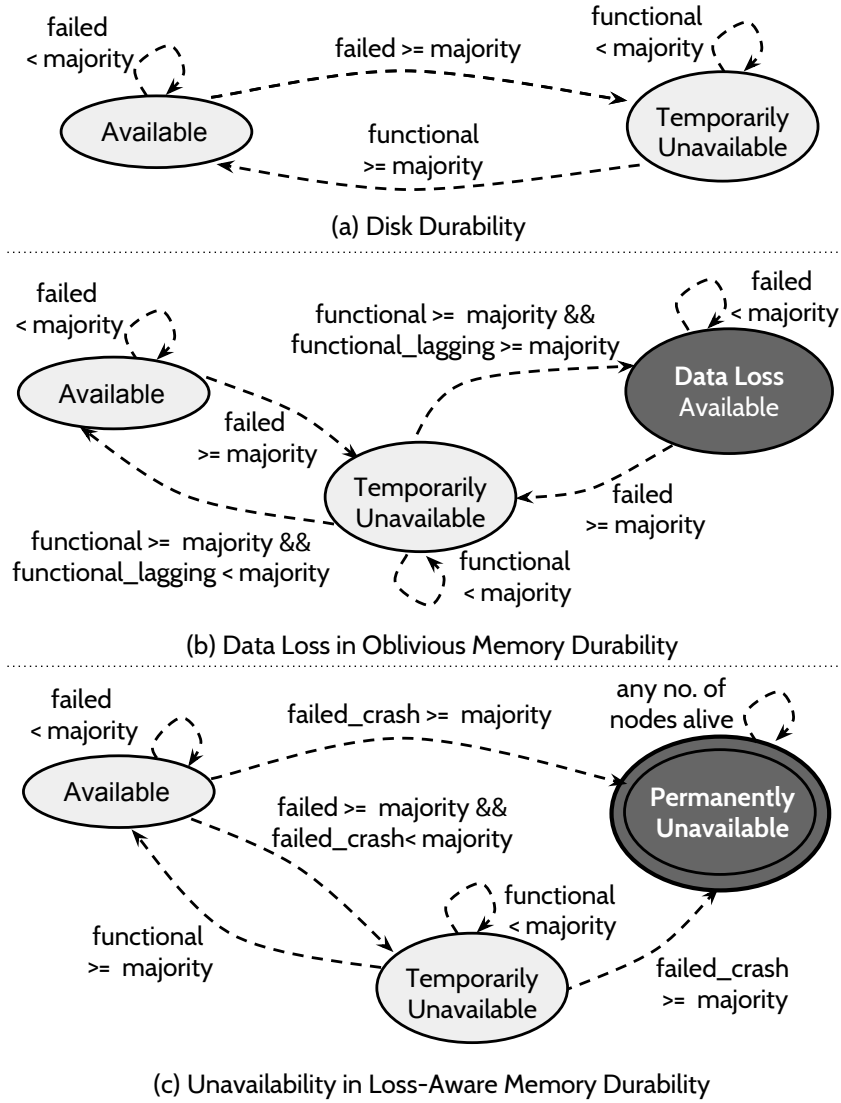 failed
< majority
failed >= majority
functional
< majority
Available
Temporarily
Unavailable
functional
>= majority
(a) Disk Durability
failed
< majority
functional >= majority &&
functional_lagging >= majority
failed
< majority
Available
Data Loss
Available
failed
>= majority
Temporarily
Unavailable
failed
>= majority
functional >= majority &&
functional_lagging < majority
functional
< majority
(b) Data Loss in Oblivious Memory Durability
failed
< majority
failed_crash >= majority
any no. of
nodes alive
Available
Permanently
Unavailable
failed >= majority &&
failed_crash< majority
functional
< majority
functional
>= majority
Temporarily
Unavailable
failed_crash
>= majority
(c) Unavailability in Loss-Aware Memory Durability